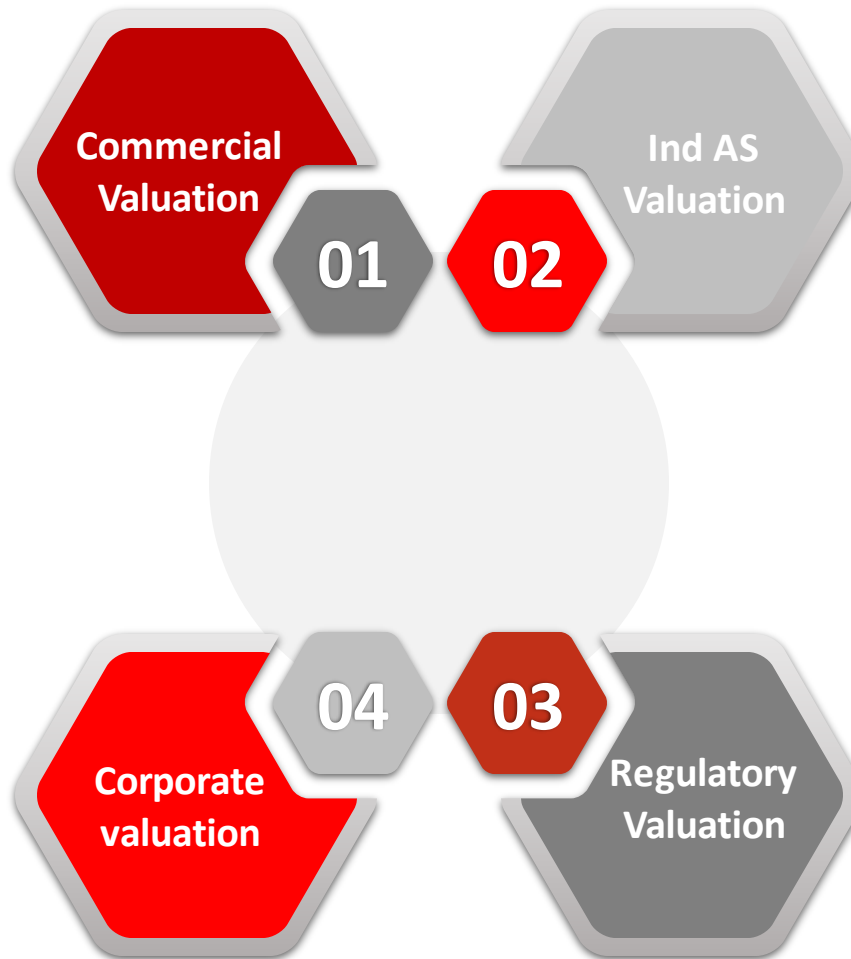 Commercial
Valuation
01
02
Ind AS
Valuation
04
03
Corporate
valuation
Regulatory
Valuation